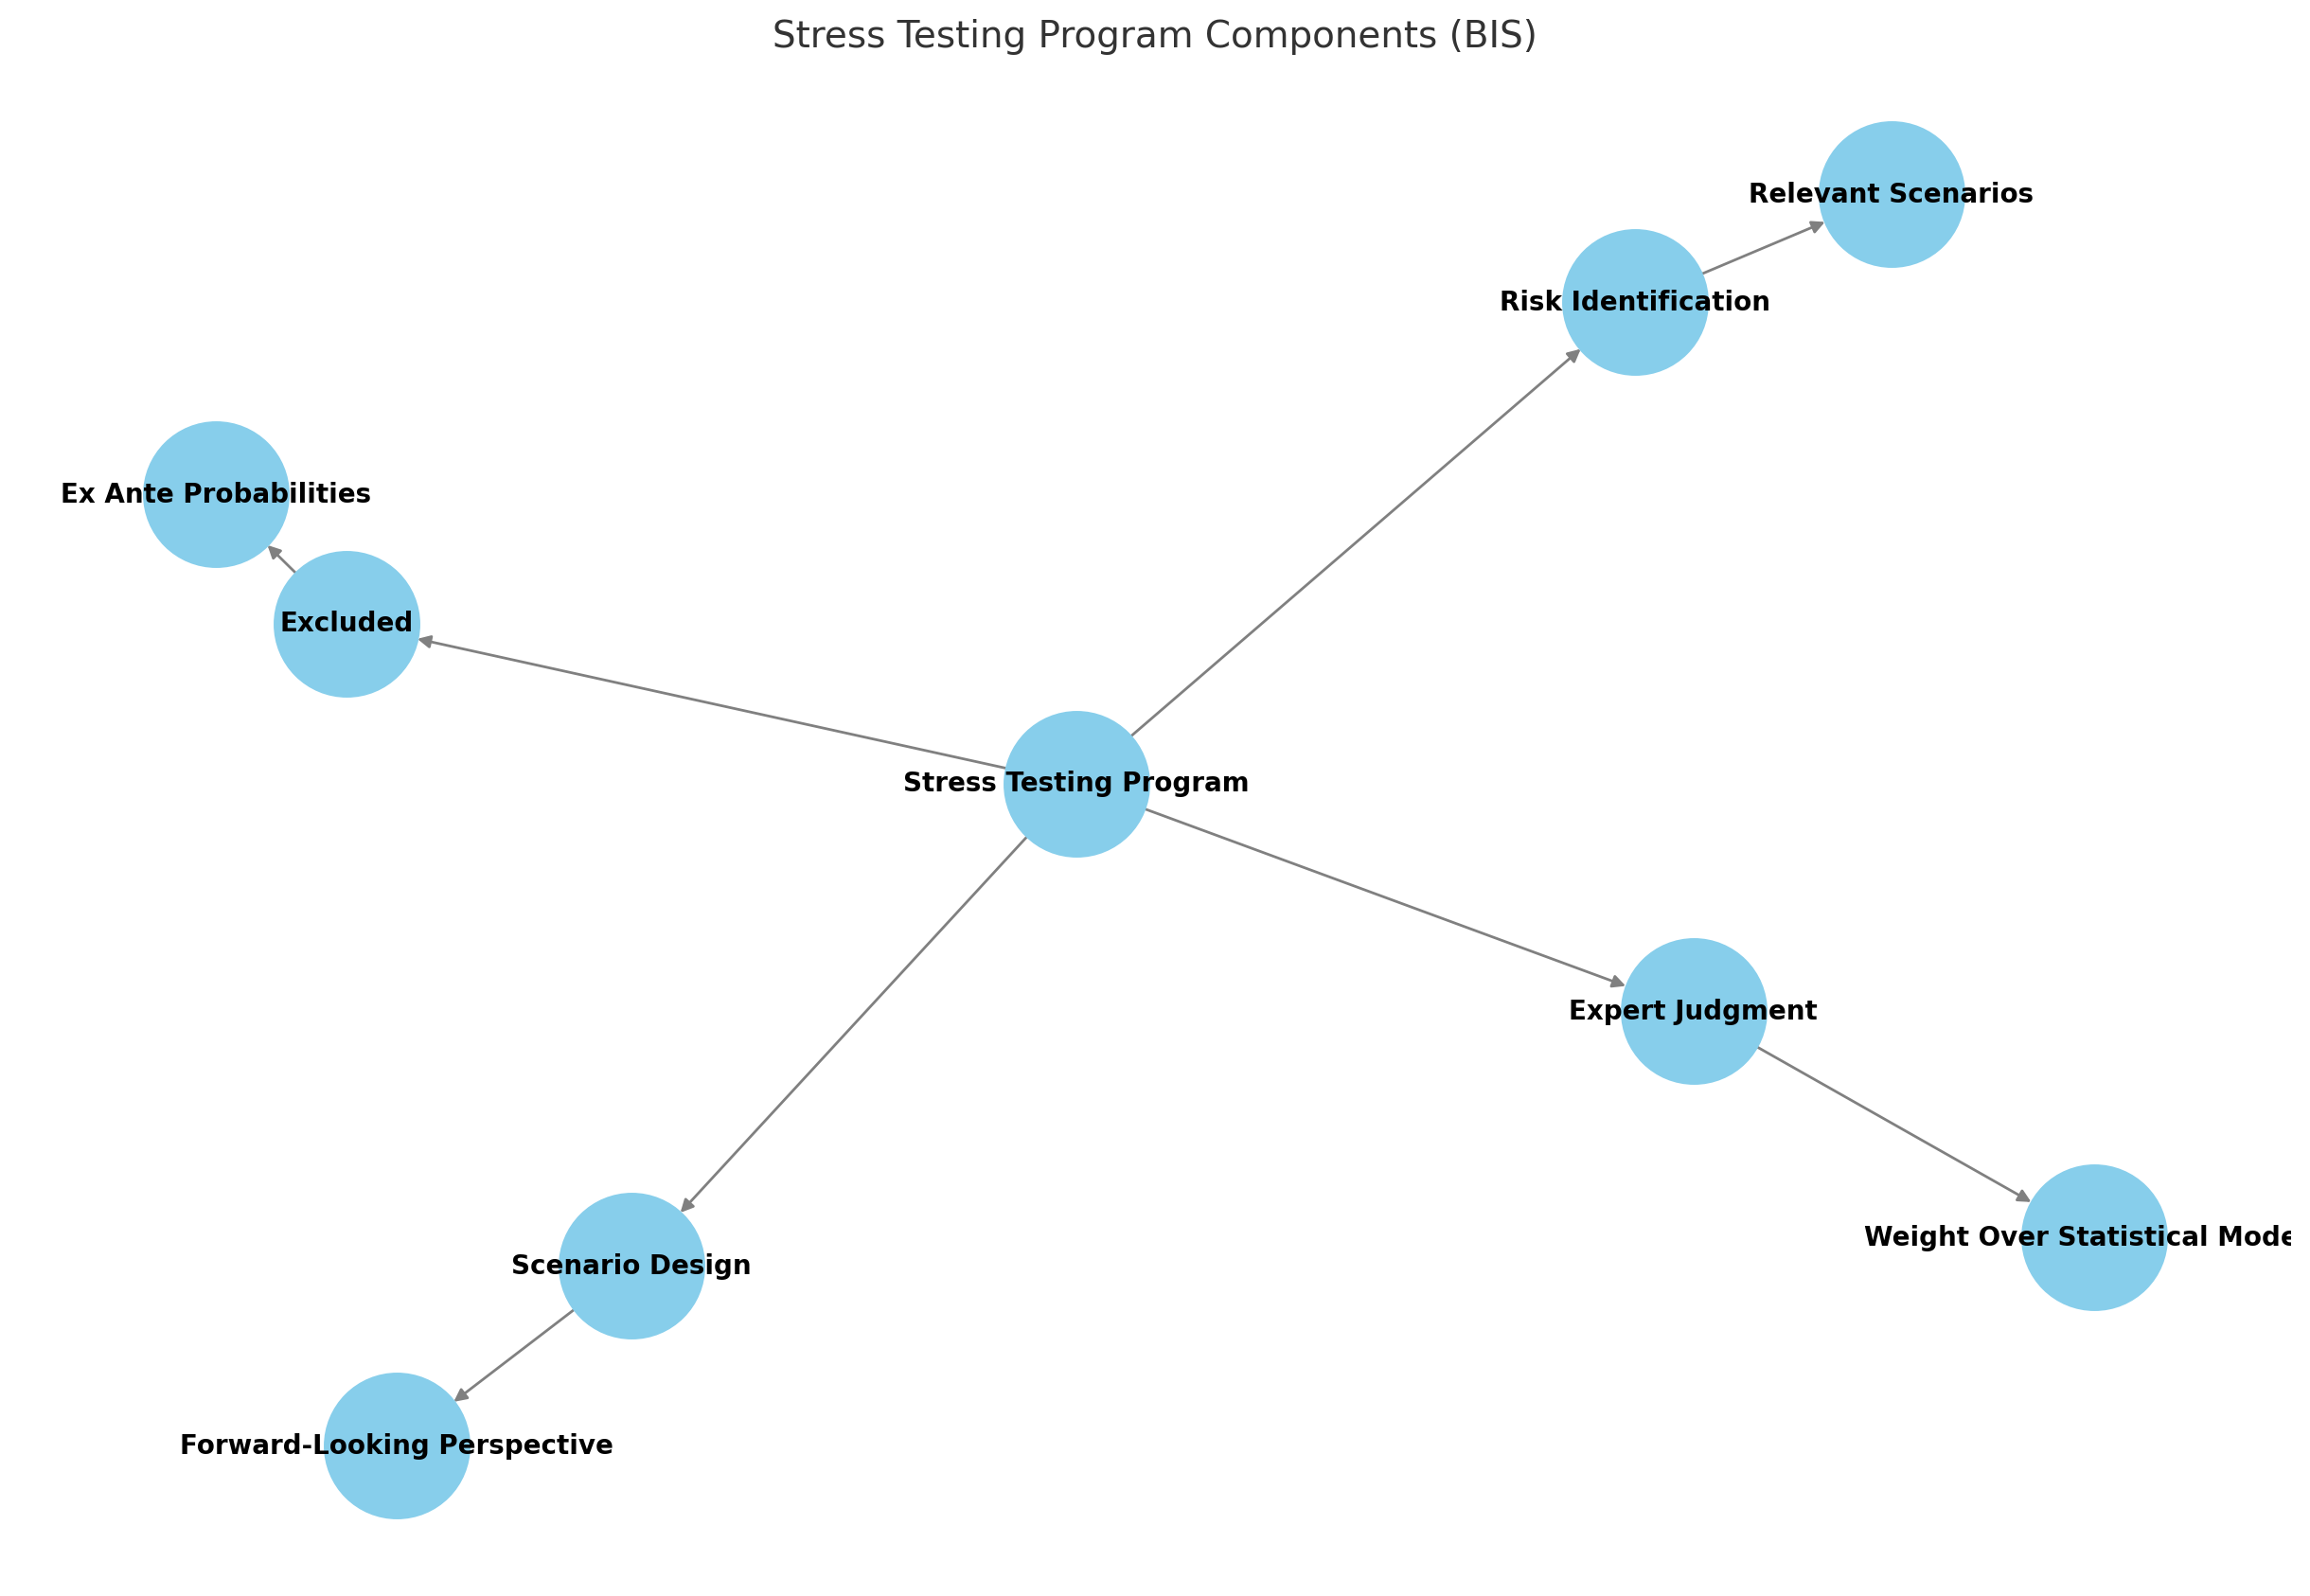 Stress Testing Program Components (BIS)
Relevant Scenarios
Risk Identification
Ex Ante Probabilities
Excluded
Stress Testing Program
Expert Judgment
Weight Over Statistical Mode
Scenario Design
Forward-Looking Perspective